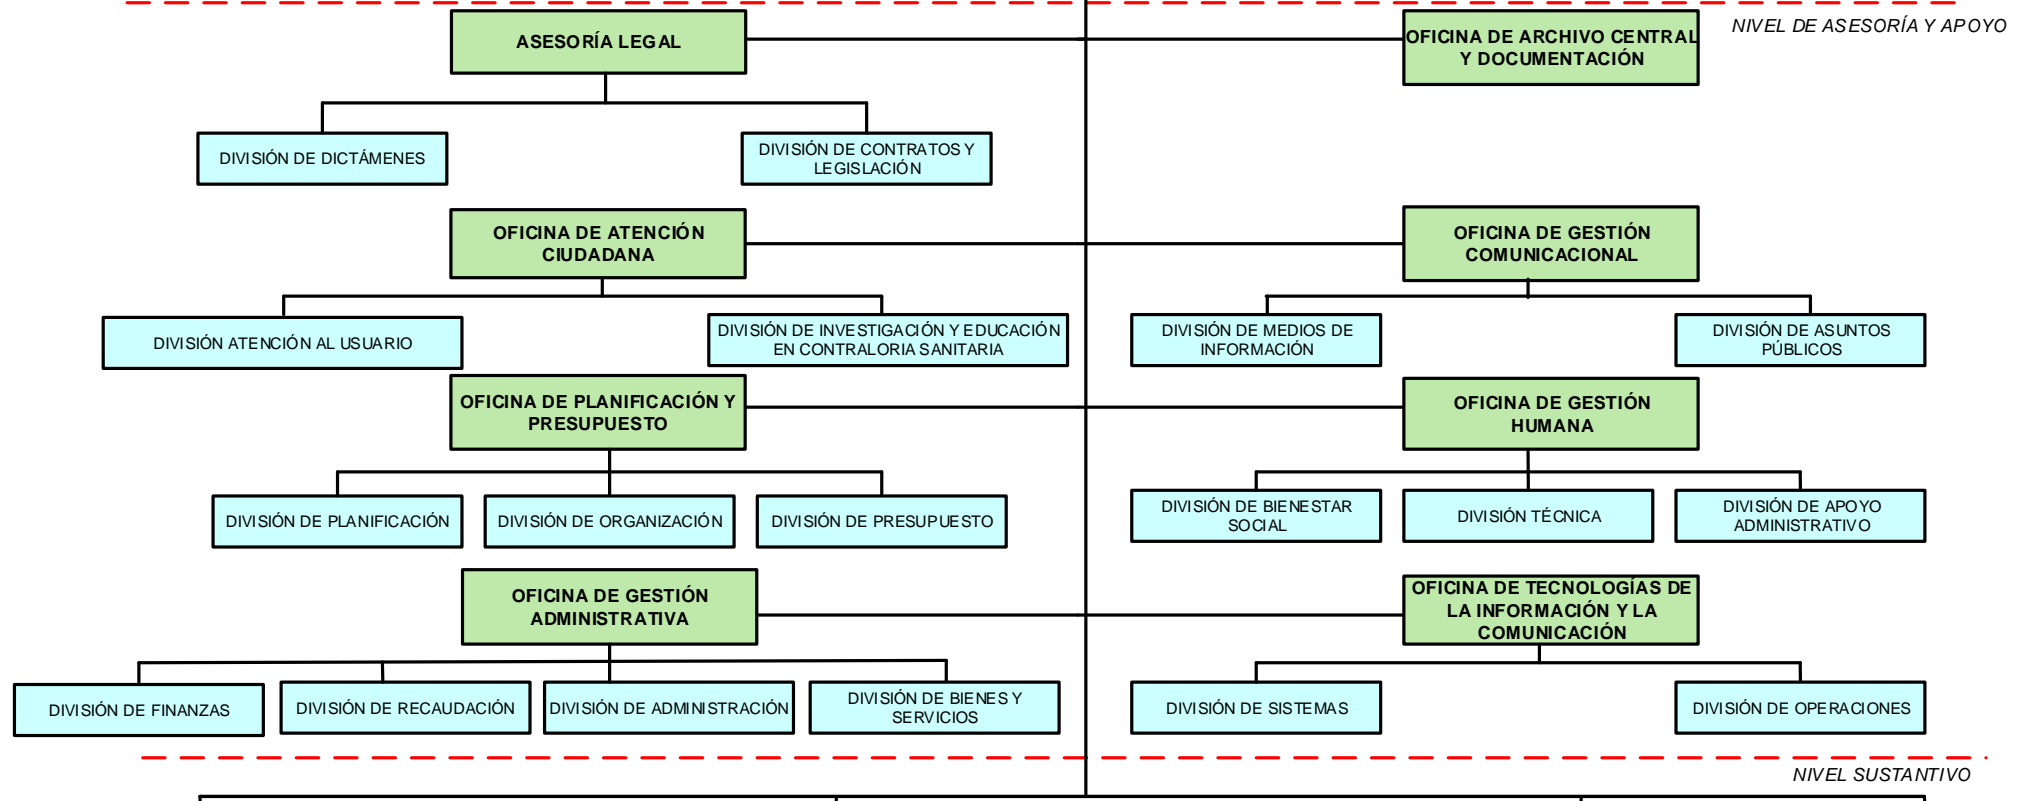 NIVEL DE ASESORÍA Y APOYO
ASESORÍA LEGAL
OFICINA DE ARCHIVO CENTRAL
Y DOCUMENTACIÓN
DIVISIÓN DE DICTÁMENES
DIVISIÓN DE CONTRATOS Y
LEGISLACIÓN
OFICINA DE ATENCIÓN
CIUDADANA
OFICINA DE GESTIÓN
COMUNICACIONAL
DIVISIÓN ATENCIÓN AL USUARIO
DIVISIÓN DE INVESTIGACIÓN Y EDUCACIÓN
EN CONTRALORIA SANITARIA
DIVISIÓN DE MEDIOS DE
INFORMACIÓN
DIVISIÓN DE ASUNTOS
PÚBLICOS
OFICINA DE PLANIFICACIÓN Y
PRESUPUESTO
OFICINA DE GESTIÓN
HUMANA
DIVISIÓN DE PLANIFICACIÓN
DIVISIÓN DE ORGANIZACIÓN
DIVISIÓN DE PRESUPUESTO
DIVISIÓN DE BIENESTAR
SOCIAL
DIVISIÓN TÉCNICA
DIVISIÓN DE APOYO
ADMINISTRATIVO
OFICINA DE GESTIÓN
ADMINISTRATIVA
OFICINA DE TECNOLOGÍAS DE
LA INFORMACIÓN Y LA
COMUNICACIÓN
DIVISIÓN DE FINANZAS
DIVISIÓN DE RECAUDACIÓN
DIVISIÓN DE ADMINISTRACIÓN
DIVISIÓN DE BIENES Y
SERVICIOS
DIVISIÓN DE SISTEMAS
DIVISIÓN DE OPERACIONES
NIVEL SUSTANTIVO